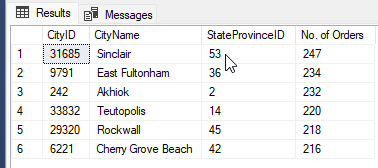 Results Messages
CityID CityName StateProvinceID No. of Orders
1 31685 Sinclair 53 247
2 9791 East Fultonham 36 234
3 242 Akhiok 2 232
4 33832 Teutopolis 14 220
5 29320 Rockwall 45 218
6 6221 Cherry Grove Beach 42 216